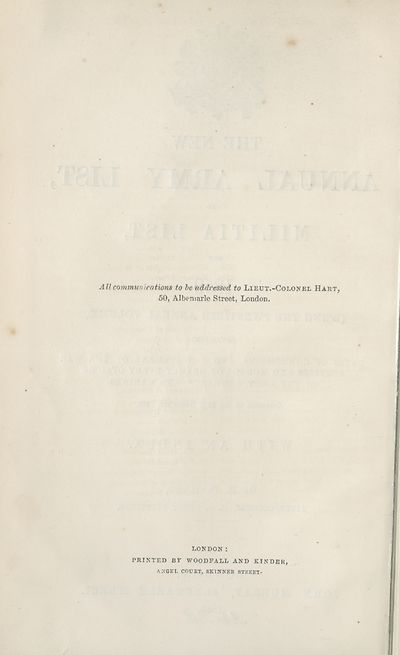 All communications to be addressed to LIEUT.-COLONEL HART,
50, Albemarle Street, London.
LONDON:
PRINTED BY WOODFALL AND KINDER,
ANGEL COURT, SKINNER STREET.